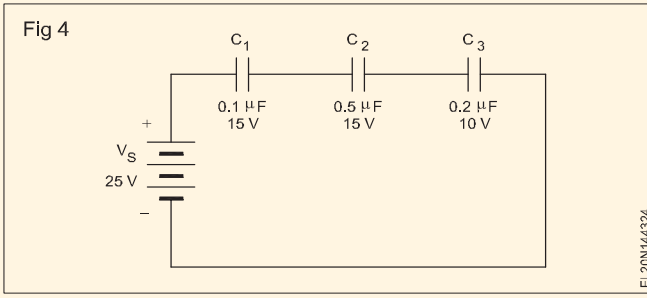 Fig 4
C1
C2
C3
0.1 µF
15 V
0.5 µF
15 V
0.2 µF
10 V
+
VS
25 V
–
EL20N144324